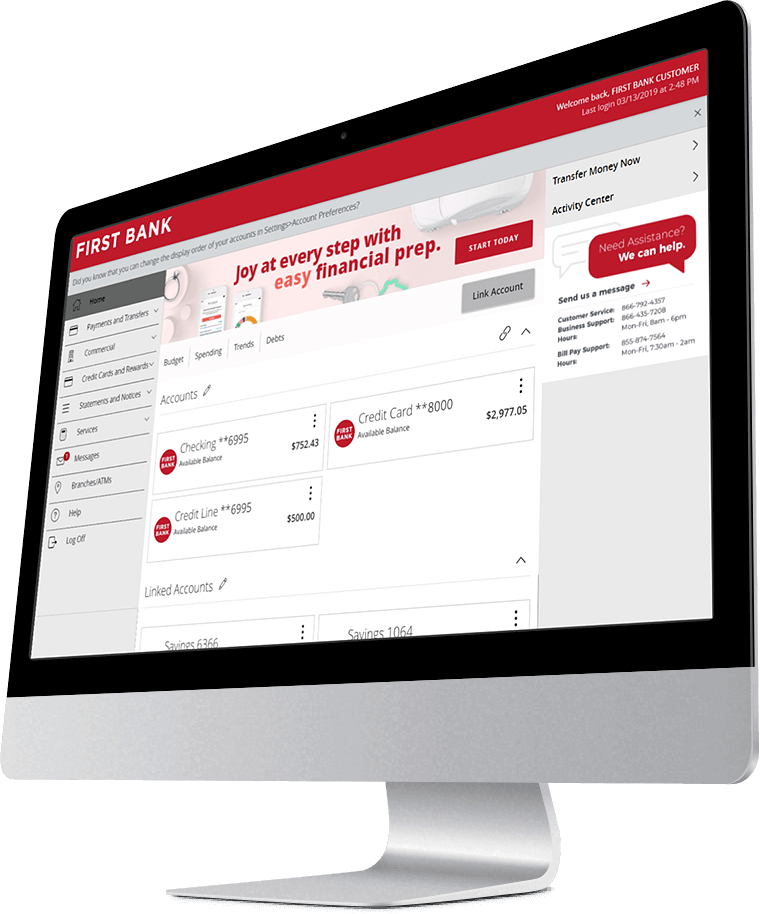 Welcome back, FIRST BANK CUSTOMER
Last login 03/13/2019 at 2:48 PM
FIRST BANK
Did you know that you can change the display order of your accounts in Settings>Account Preferences?
Home
Payments and Transfers
Commercial
Credit Cards and Rewards
Statements and Notices
Services
Messages
Branches/ATMs
Help
Log Off
Joy at every step with
easy financial prep.
START TODAY
Link Account
Budget
Spending
Trends
Debts
Accounts
FIRST
BANK
Checking **6995
Available Balance
$752.43
FIRST
BANK
Credit Card **8000
Available Balance
$2,977.05
FIRST
BANK
Credit Line **6995
Available Balance
$500.00
Linked Accounts
Savings 6366
Savings 1064
Transfer Money Now
Activity Center
Need Assistance?
We can help.
Send us a message
Customer Service: 866-792-4357
Business Support: 866-435-7208
Hours: Mon-Fri, 8am - 6pm
Bill Pay Support: 855-874-7564
Hours: Mon-Fri, 7:30am - 2am